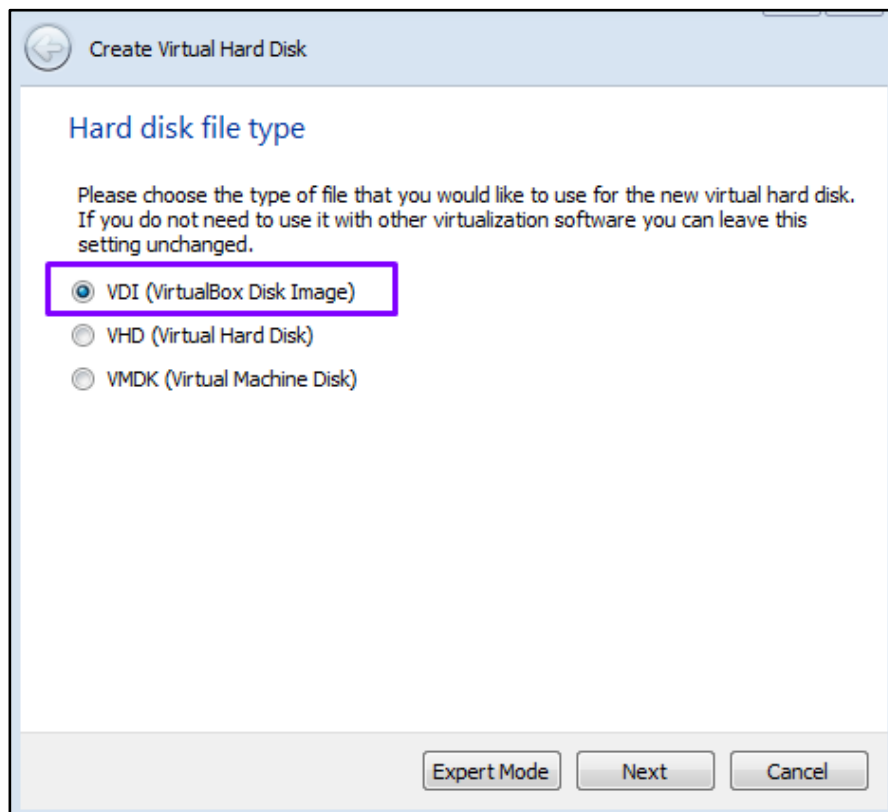 Create Virtual Hard Disk
Hard disk file type
Please choose the type of file that you would like to use for the new virtual hard disk.
If you do not need to use it with other virtualization software you can leave this
setting unchanged.
VDI (VirtualBox Disk Image)
VHD (Virtual Hard Disk)
VMDK (Virtual Machine Disk)
Expert Mode
Next
Cancel